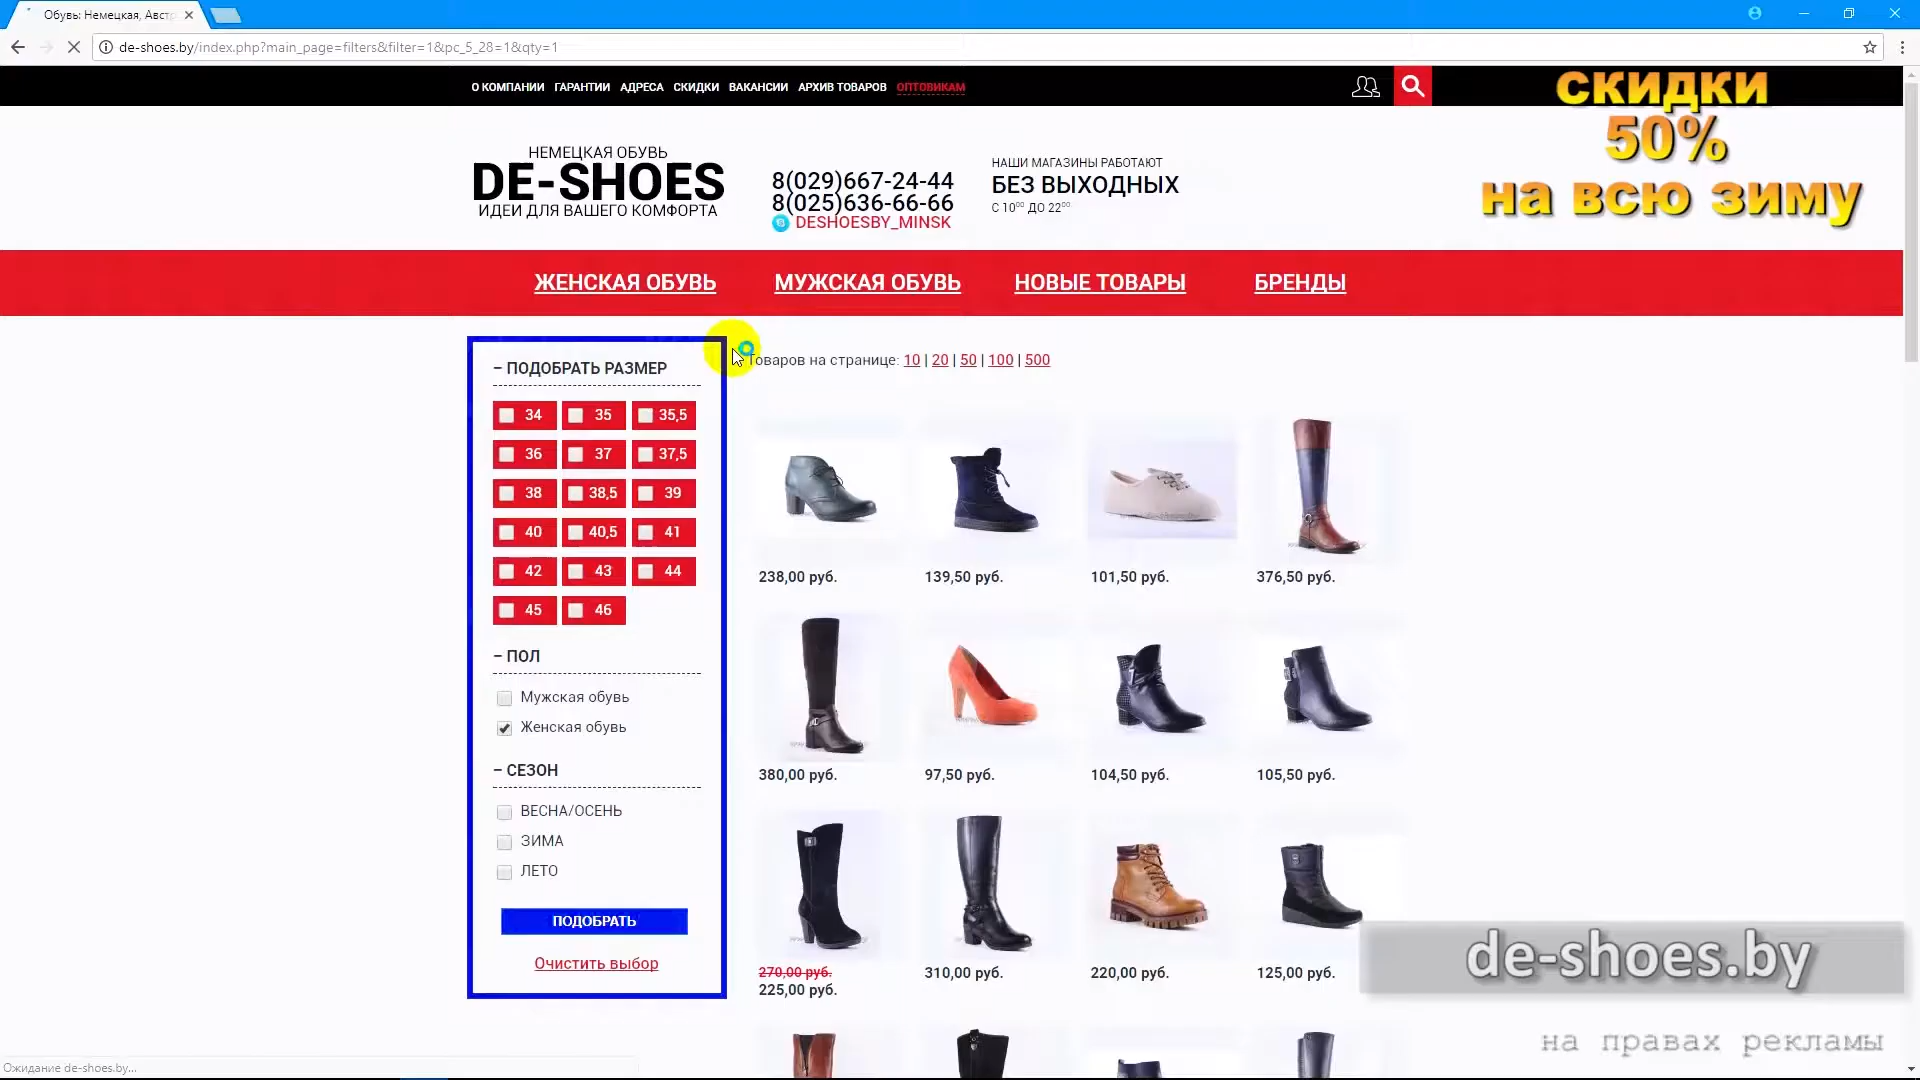 Обувь: Немецкая, Австр
de-shoes.by/index.php?main_page=filters&filter=1&pc_5_28=1&qty=1
О КОМПАНИИ ГАРАНТИИ АДРЕСА СКИДКИ ВАКАНСИИ АРХИВ ТОВАРОВ ОПТОВИКАМ
СКИДКИ
50%
на всю зиму
НЕМЕЦКАЯ ОБУВЬ
DE-SHOES
ИДЕИ ДЛЯ ВАШЕГО КОМФОРТА
8(029)667-24-44
8(025)636-66-66
DESHOESBY_MINSK
НАШИ МАГАЗИНЫ РАБОТАЮТ
БЕЗ ВЫХОДНЫХ
С 10⁰⁰ ДО 22⁰⁰
ЖЕНСКАЯ ОБУВЬ МУЖСКАЯ ОБУВЬ НОВЫЕ ТОВАРЫ БРЕНДЫ
– ПОДОБРАТЬ РАЗМЕР
34 35 35,5
36 37 37,5
38 38,5 39
40 40,5 41
42 43 44
45 46
– ПОЛ
Мужская обувь
Женская обувь
– СЕЗОН
ВЕСНА/ОСЕНЬ
ЗИМА
ЛЕТО
ПОДОБРАТЬ
Очистить выбор
Товаров на странице: 10 | 20 | 50 | 100 | 500
238,00 руб. 139,50 руб. 101,50 руб. 376,50 руб.
380,00 руб. 97,50 руб. 104,50 руб. 105,50 руб.
270,00 руб.
225,00 руб. 310,00 руб. 220,00 руб. 125,00 руб.
de-shoes.by
на правах рекламы
Ожидание de-shoes.by...